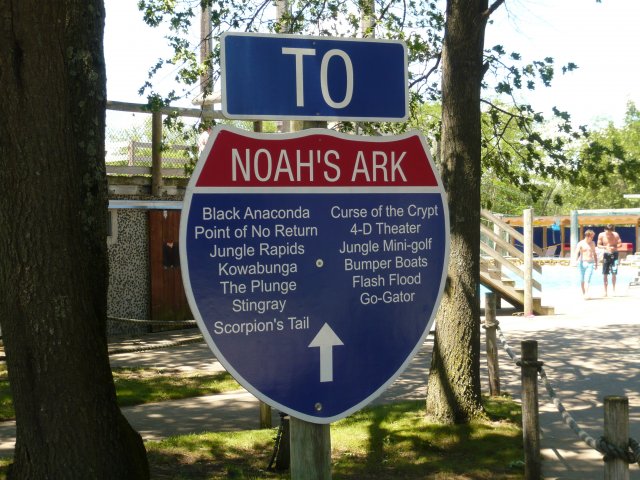 TO
NOAH'S ARK
Black Anaconda
Point of No Return
Jungle Rapids
Kowabunga
The Plunge
Stingray
Scorpion's Tail
Curse of the Crypt
4-D Theater
Jungle Mini-golf
Bumper Boats
Flash Flood
Go-Gator